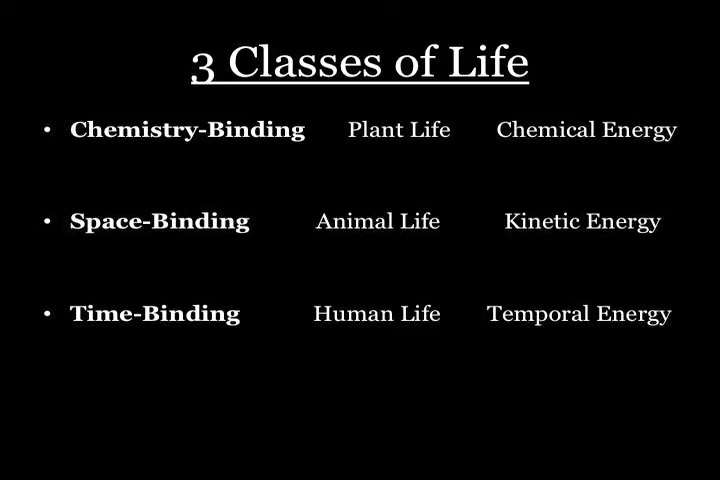 3 Classes of Life
• Chemistry-Binding Plant Life Chemical Energy
• Space-Binding Animal Life Kinetic Energy
• Time-Binding Human Life Temporal Energy